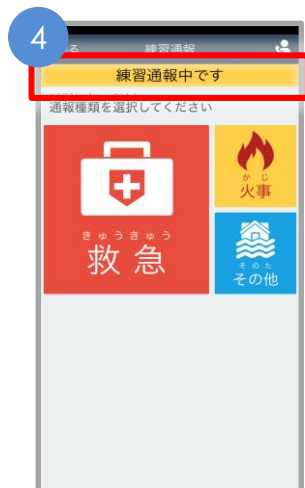 4
練習通報
練習通報中です
通報種類を選択してください
きゅうきゅう
救急
かじ
火事
そのた
その他